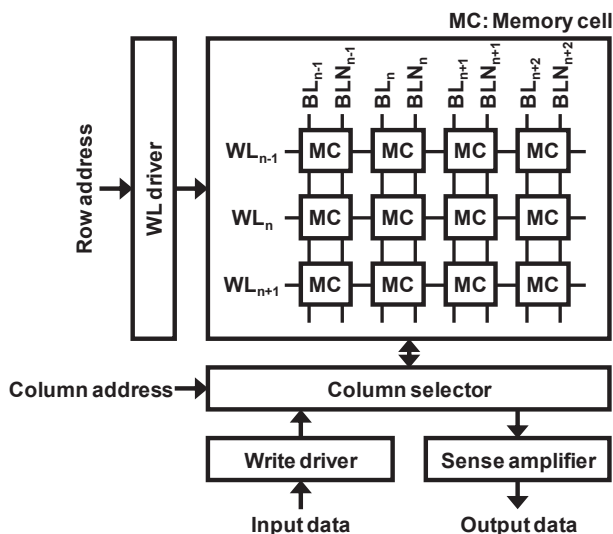 MC: Memory cell
BLₙ₋₁ BLNₙ₋₁ BLₙ BLNₙ BLₙ₊₁ BLNₙ₊₁ BLₙ₊₂ BLNₙ₊₂
WLₙ₋₁ MC MC MC MC
WLₙ MC MC MC MC
WLₙ₊₁ MC MC MC MC
Row address
WL driver
Column address
Column selector
Write driver
Sense amplifier
Input data
Output data